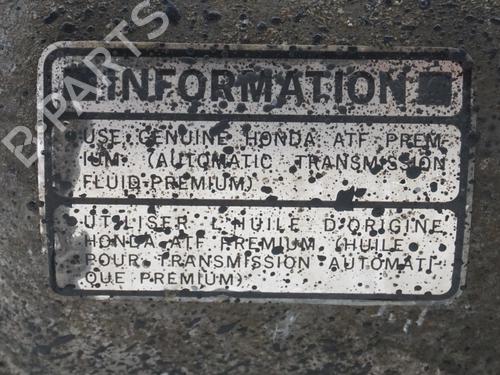 B-PARTS
INFORMATION
USE GENUINE HONDA ATF PREM-
IUM (AUTOMATIC TRANSMISSION
FLUID-PREMIUM)
UTILISER L'HUILE D'ORIGINE
HONDA ATF PREMIUM (HUILE
POUR TRANSMISSION AUTOMATI-
QUE PREMIUM)